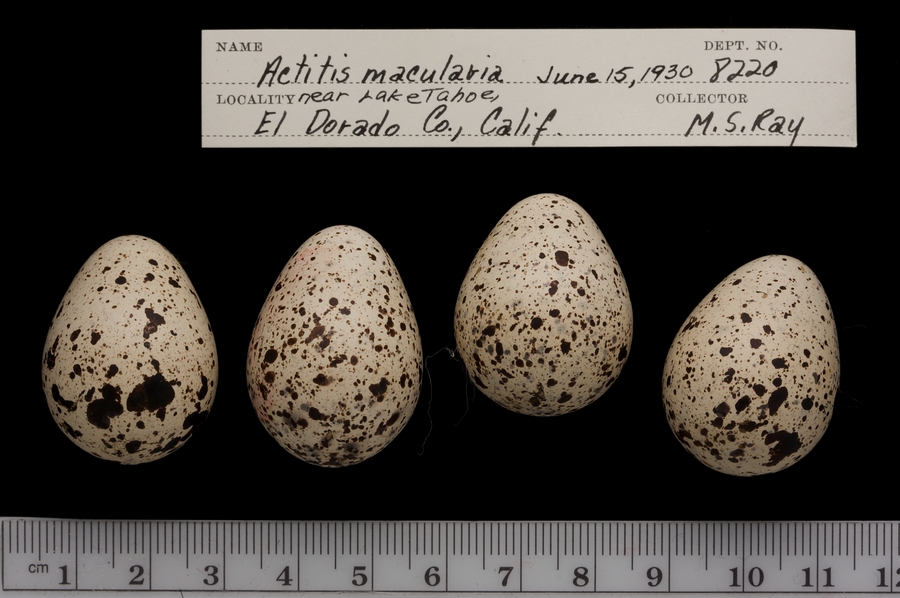 NAME DEPT. NO.
Actitis macularia June 15, 1930 8220
LOCALITY near Lake Tahoe, COLLECTOR
El Dorado Co., Calif. M. S. Ray
cm 1 2 3 4 5 6 7 8 9 10 11 12